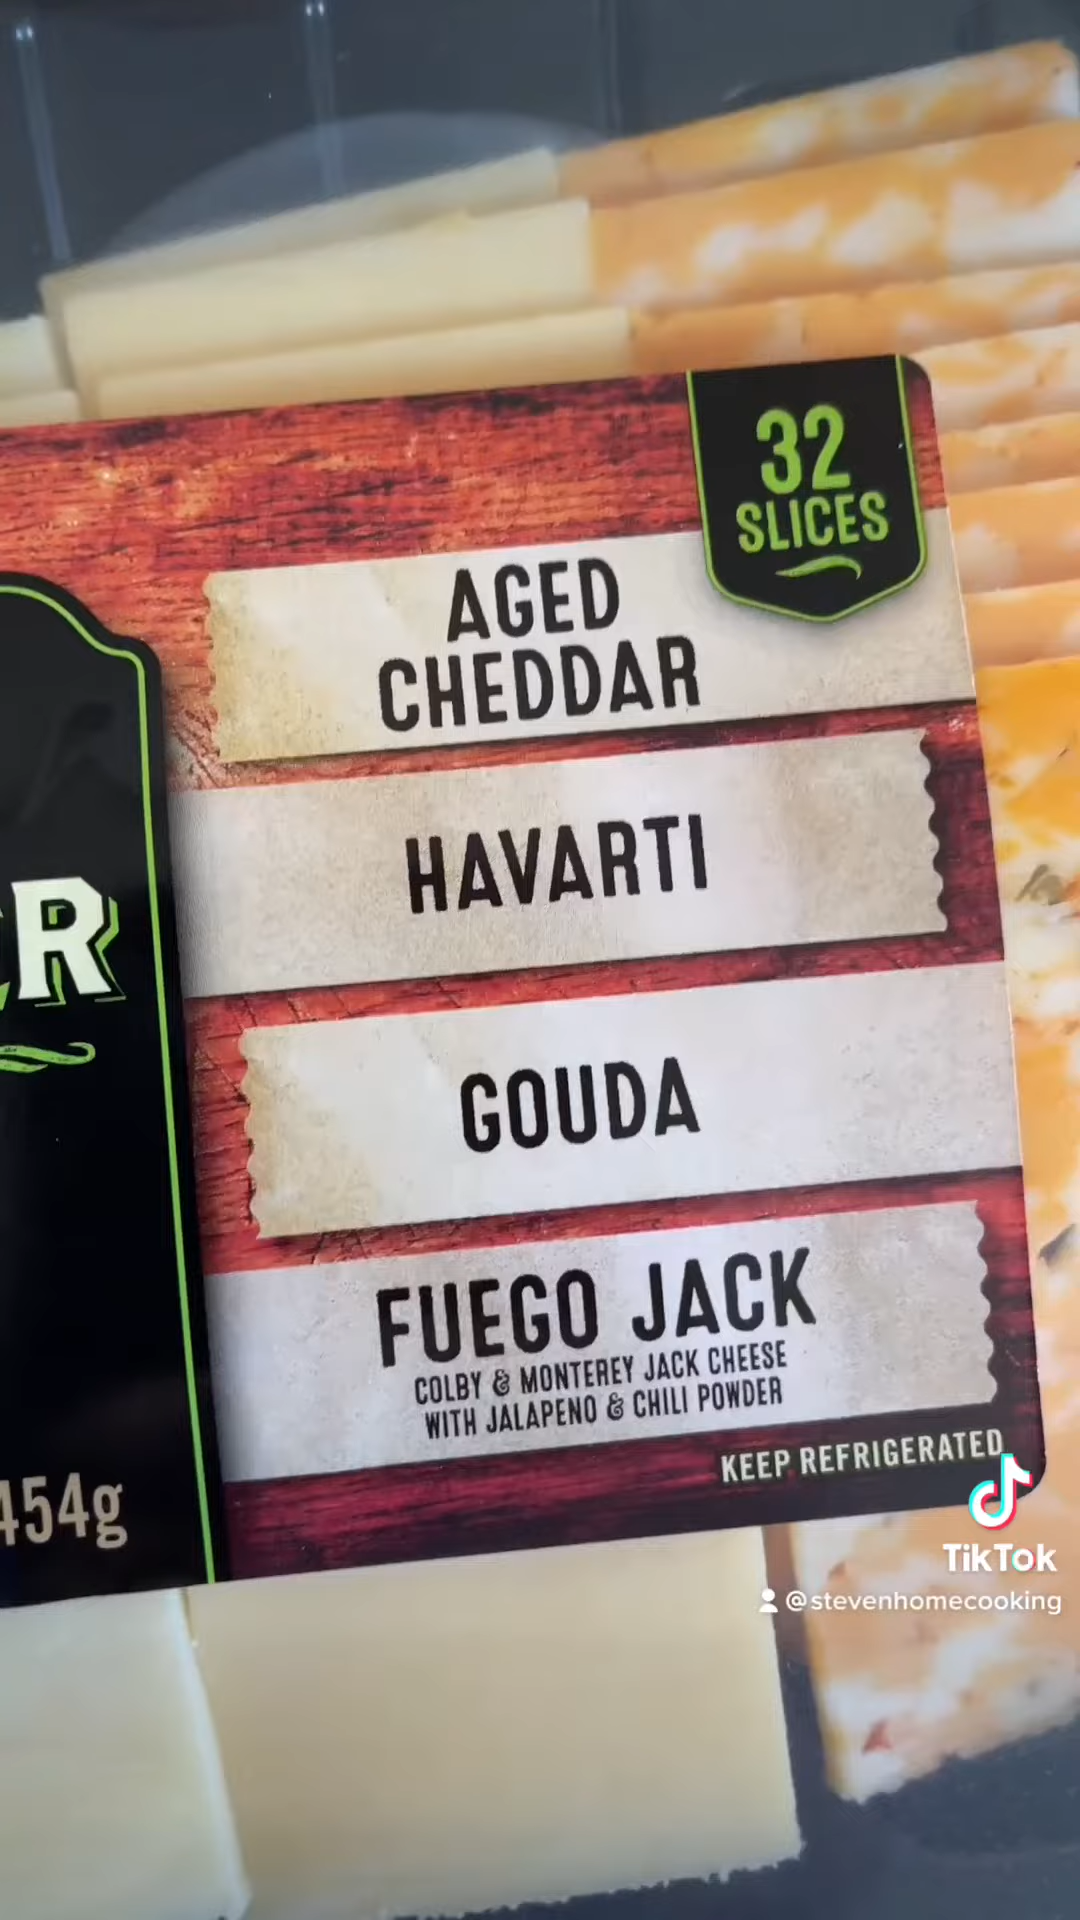 32
SLICES
AGED
CHEDDAR
HAVARTI
GOUDA
FUEGO JACK
COLBY & MONTEREY JACK CHEESE
WITH JALAPENO & CHILI POWDER
KEEP REFRIGERATED
454g
TikTok
@stevenhomecooking